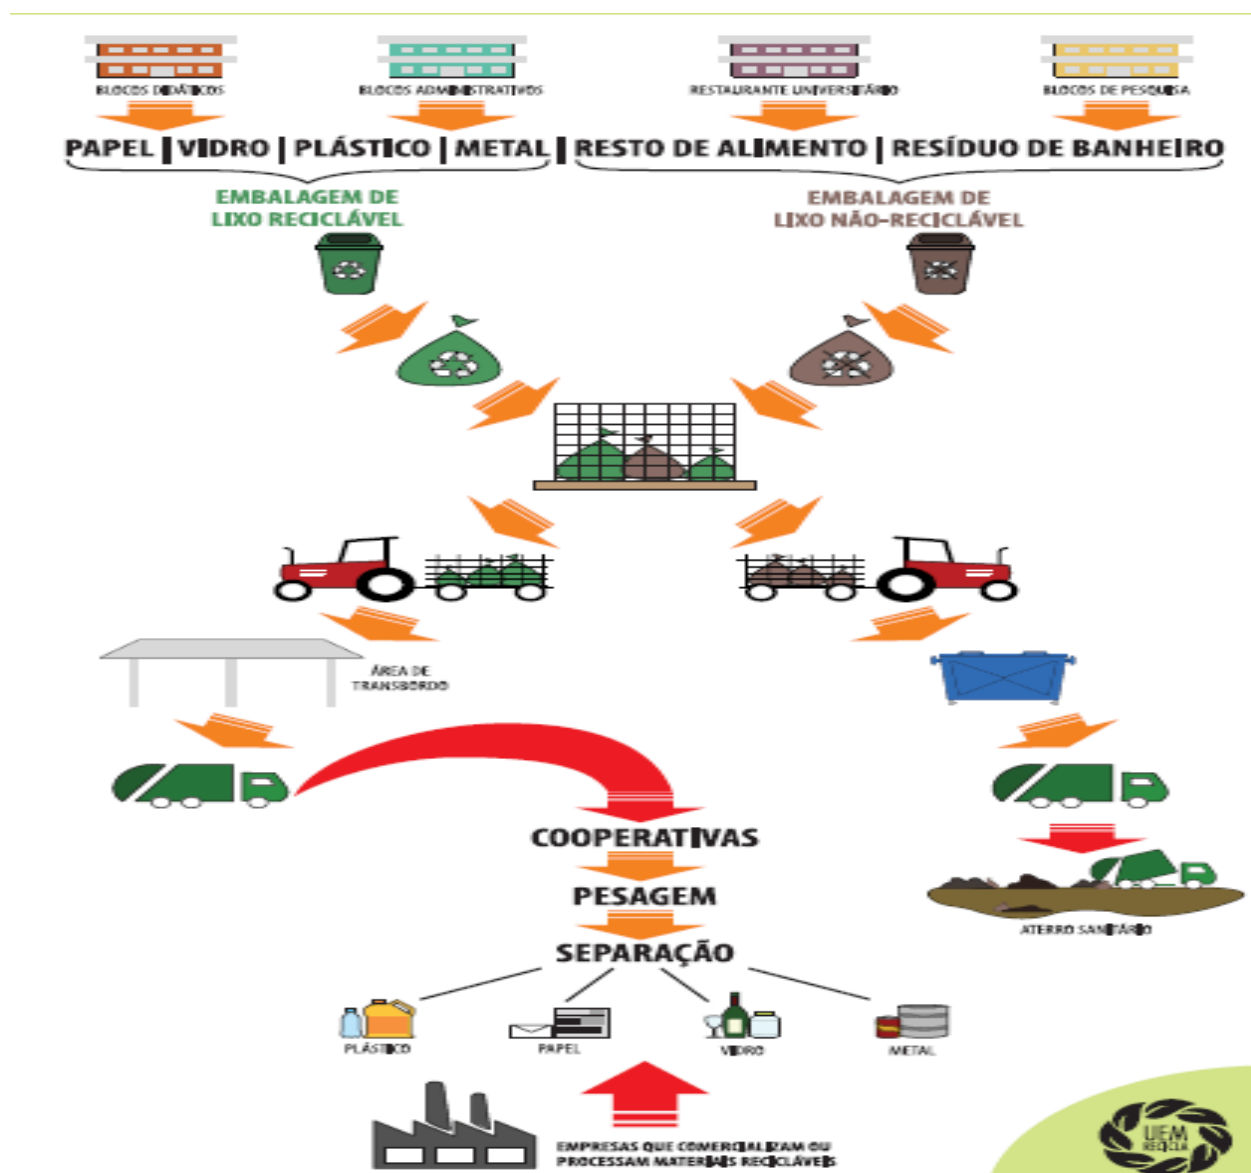 BLOCOS DIDÁTICOS
BLOCOS ADMINISTRATIVOS
RESTAURANTE UNIVERSITÁRIO
BLOCOS DE PESQUISA
PAPEL | VIDRO | PLÁSTICO | METAL | RESTO DE ALIMENTO | RESÍDUO DE BANHEIRO
EMBALAGEM DE
LIXO RECICLÁVEL
EMBALAGEM DE
LIXO NÃO-RECICLÁVEL
ÁREA DE
TRANSBORDO
COOPERATIVAS
PESAGEM
SEPARAÇÃO
ATERRO SANITÁRIO
PLÁSTICO
PAPEL
VIDRO
METAL
EMPRESAS QUE COMERCIALIZAM OU
PROCESSAM MATERIAIS RECICLÁVEIS
UEM
RECICLA